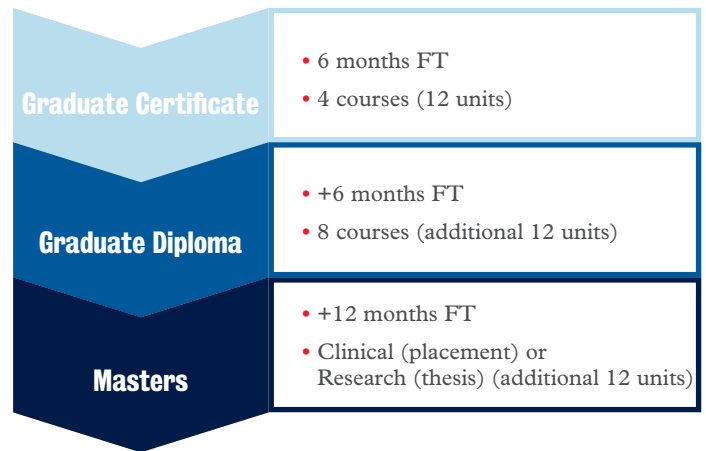 Graduate Certificate
• 6 months FT
• 4 courses (12 units)
Graduate Diploma
• +6 months FT
• 8 courses (additional 12 units)
Masters
• +12 months FT
• Clinical (placement) or
Research (thesis) (additional 12 units)